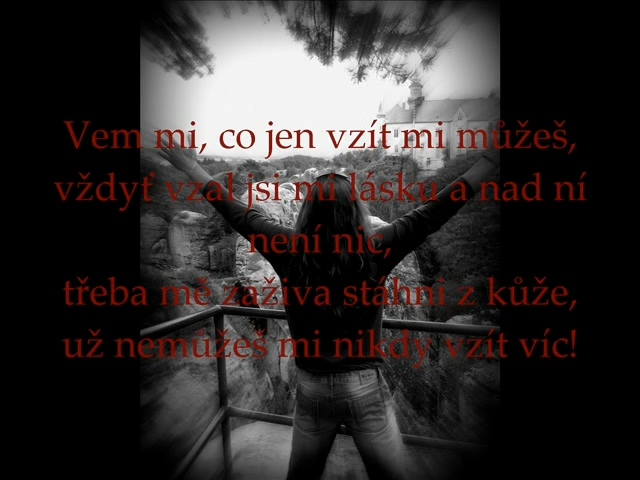 Vem mi, co jen vzít mi můžeš,
vždyť vzal jsi mi lásku a nad ní
není nic,
třeba mě zaživa stáhni z kůže,
už nemůžeš mi nikdy vzít víc!